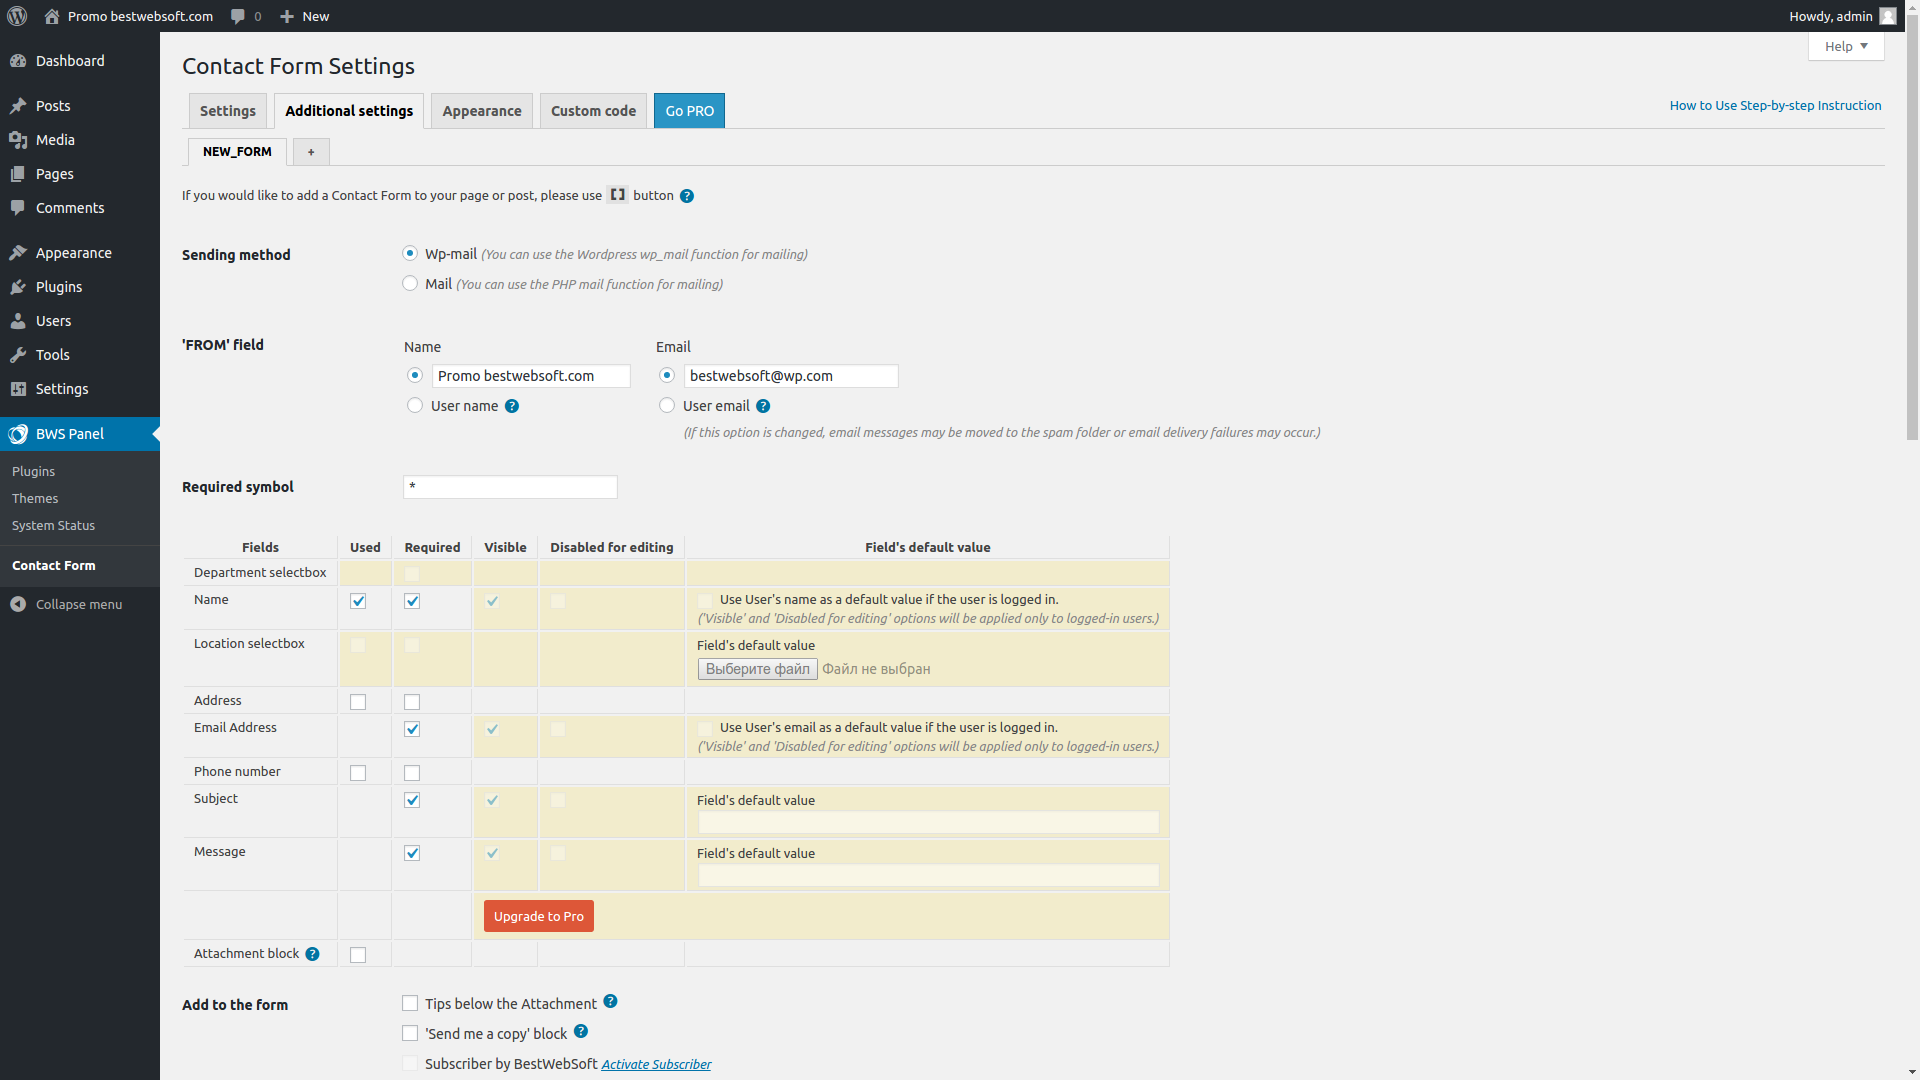 Promo bestwebsoft.com 0 New Howdy, admin
Help
Dashboard
Posts
Media
Pages
Comments
Appearance
Plugins
Users
Tools
Settings
BWS Panel
Plugins
Themes
System Status
Contact Form
Collapse menu
Contact Form Settings
Settings Additional settings Appearance Custom code Go PRO
How to Use Step-by-step Instruction
NEW_FORM +
If you would like to add a Contact Form to your page or post, please use [] button ?
Sending method
Wp-mail (You can use the Wordpress wp_mail function for mailing)
Mail (You can use the PHP mail function for mailing)
'FROM' field
Name Email
Promo bestwebsoft.com bestwebsoft@wp.com
User name ? User email ?
(If this option is changed, email messages may be moved to the spam folder or email delivery failures may occur.)
Required symbol *
Fields Used Required Visible Disabled for editing Field's default value
Department selectbox
Name Use User's name as a default value if the user is logged in.
('Visible' and 'Disabled for editing' options will be applied only to logged-in users.)
Location selectbox Field's default value
Выберите файл Файл не выбран
Address
Email Address Use User's email as a default value if the user is logged in.
('Visible' and 'Disabled for editing' options will be applied only to logged-in users.)
Phone number
Subject Field's default value
Message Field's default value
Upgrade to Pro
Attachment block ?
Add to the form
Tips below the Attachment ?
'Send me a copy' block ?
Subscriber by BestWebSoft Activate Subscriber